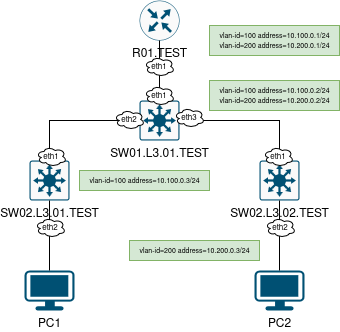 R01.TEST
vlan-id=100 address=10.100.0.1/24
vlan-id=200 address=10.200.0.1/24
eth1
vlan-id=100 address=10.100.0.2/24
vlan-id=200 address=10.200.0.2/24
eth1
eth2
eth3
SW01.L3.01.TEST
eth1
eth1
vlan-id=100 address=10.100.0.3/24
SW02.L3.01.TEST
SW02.L3.02.TEST
eth2
eth2
vlan-id=200 address=10.200.0.3/24
PC1
PC2